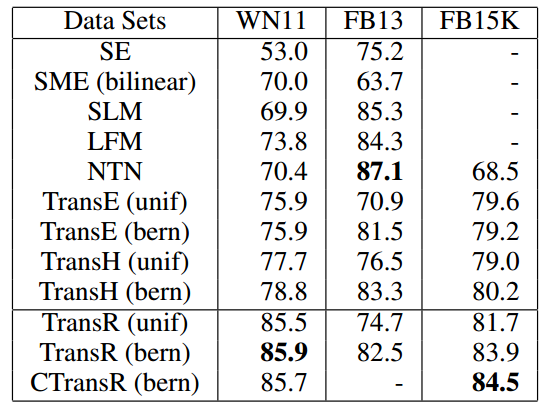 Data Sets WN11 FB13 FB15K
SE 53.0 75.2 -
SME (bilinear) 70.0 63.7 -
SLM 69.9 85.3 -
LFM 73.8 84.3 -
NTN 70.4 87.1 68.5
TransE (unif) 75.9 70.9 79.6
TransE (bern) 75.9 81.5 79.2
TransH (unif) 77.7 76.5 79.0
TransH (bern) 78.8 83.3 80.2
TransR (unif) 85.5 74.7 81.7
TransR (bern) 85.9 82.5 83.9
CTransR (bern) 85.7 - 84.5